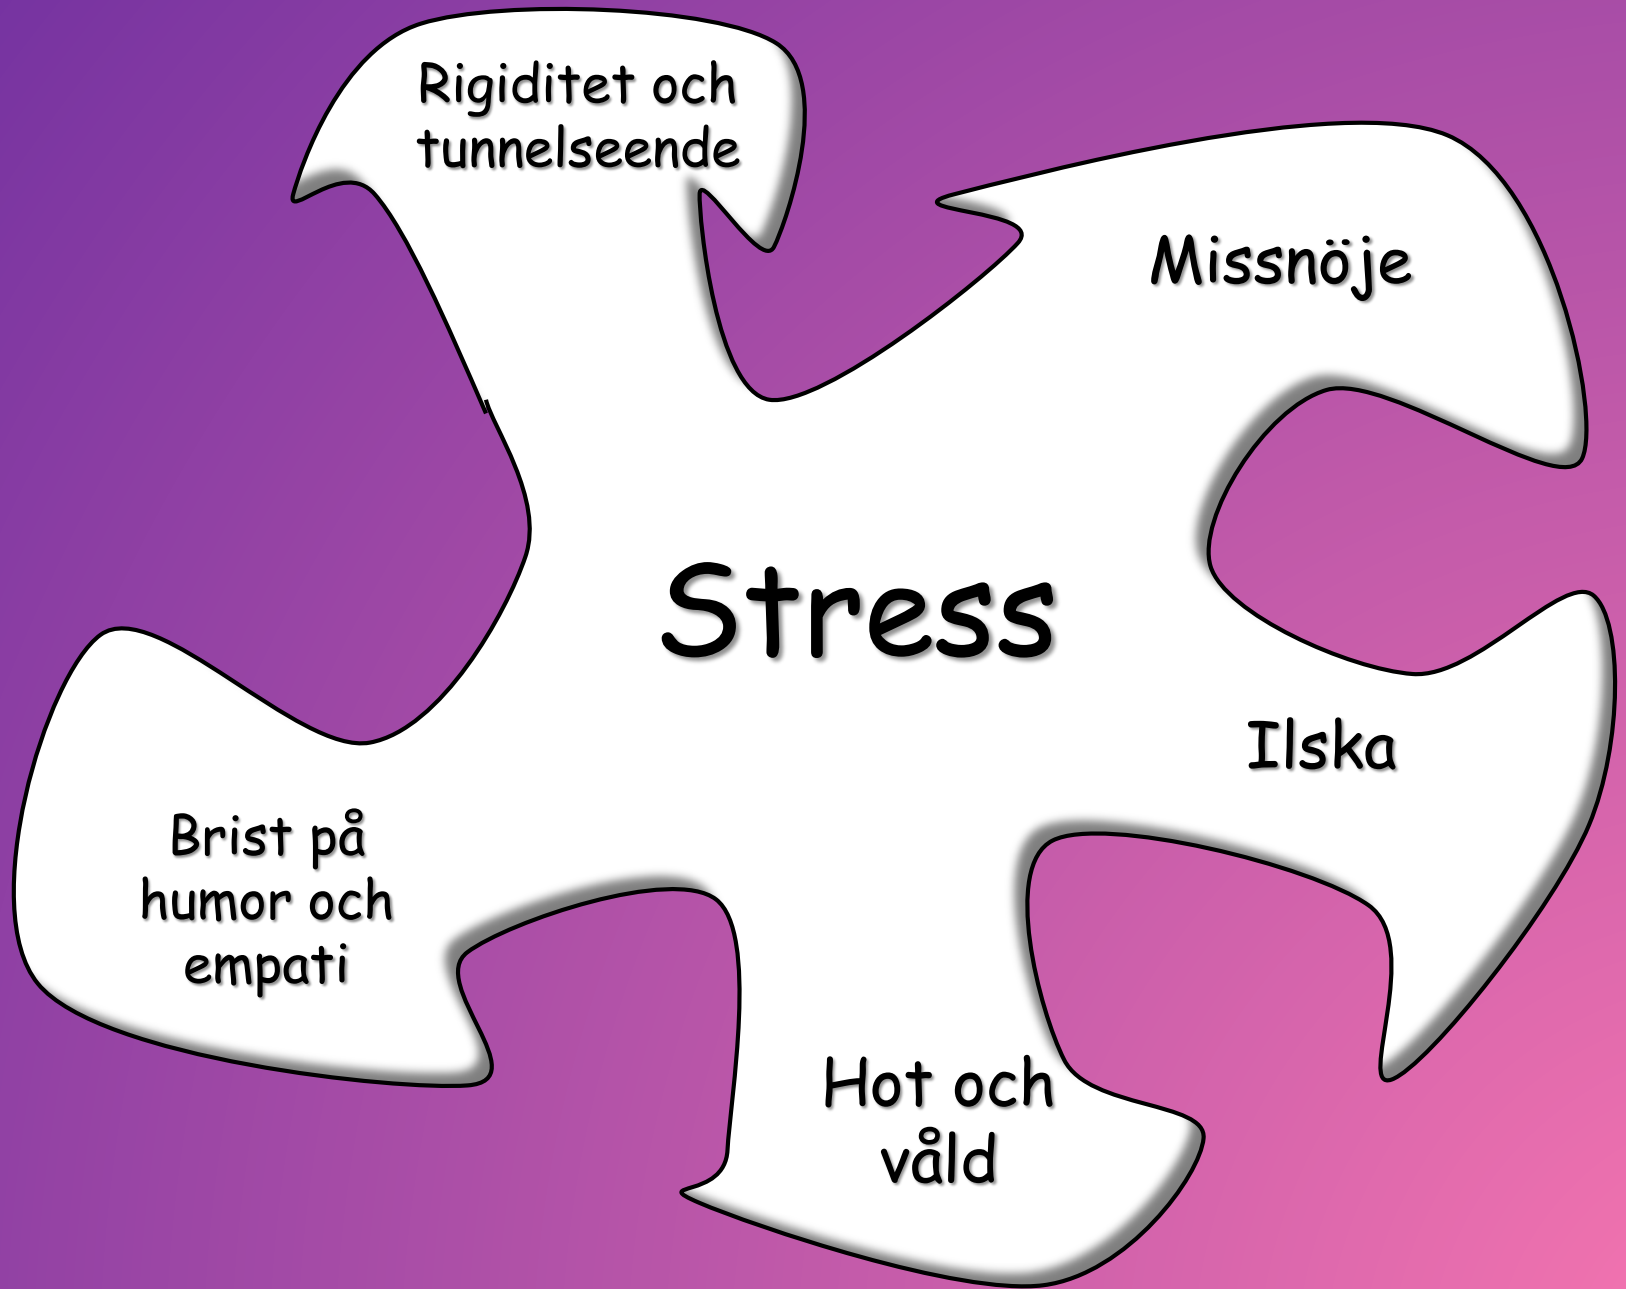 Rigiditet och
tunnelseende
Missnöje
Stress
Ilska
Brist på
humor och
empati
Hot och
våld